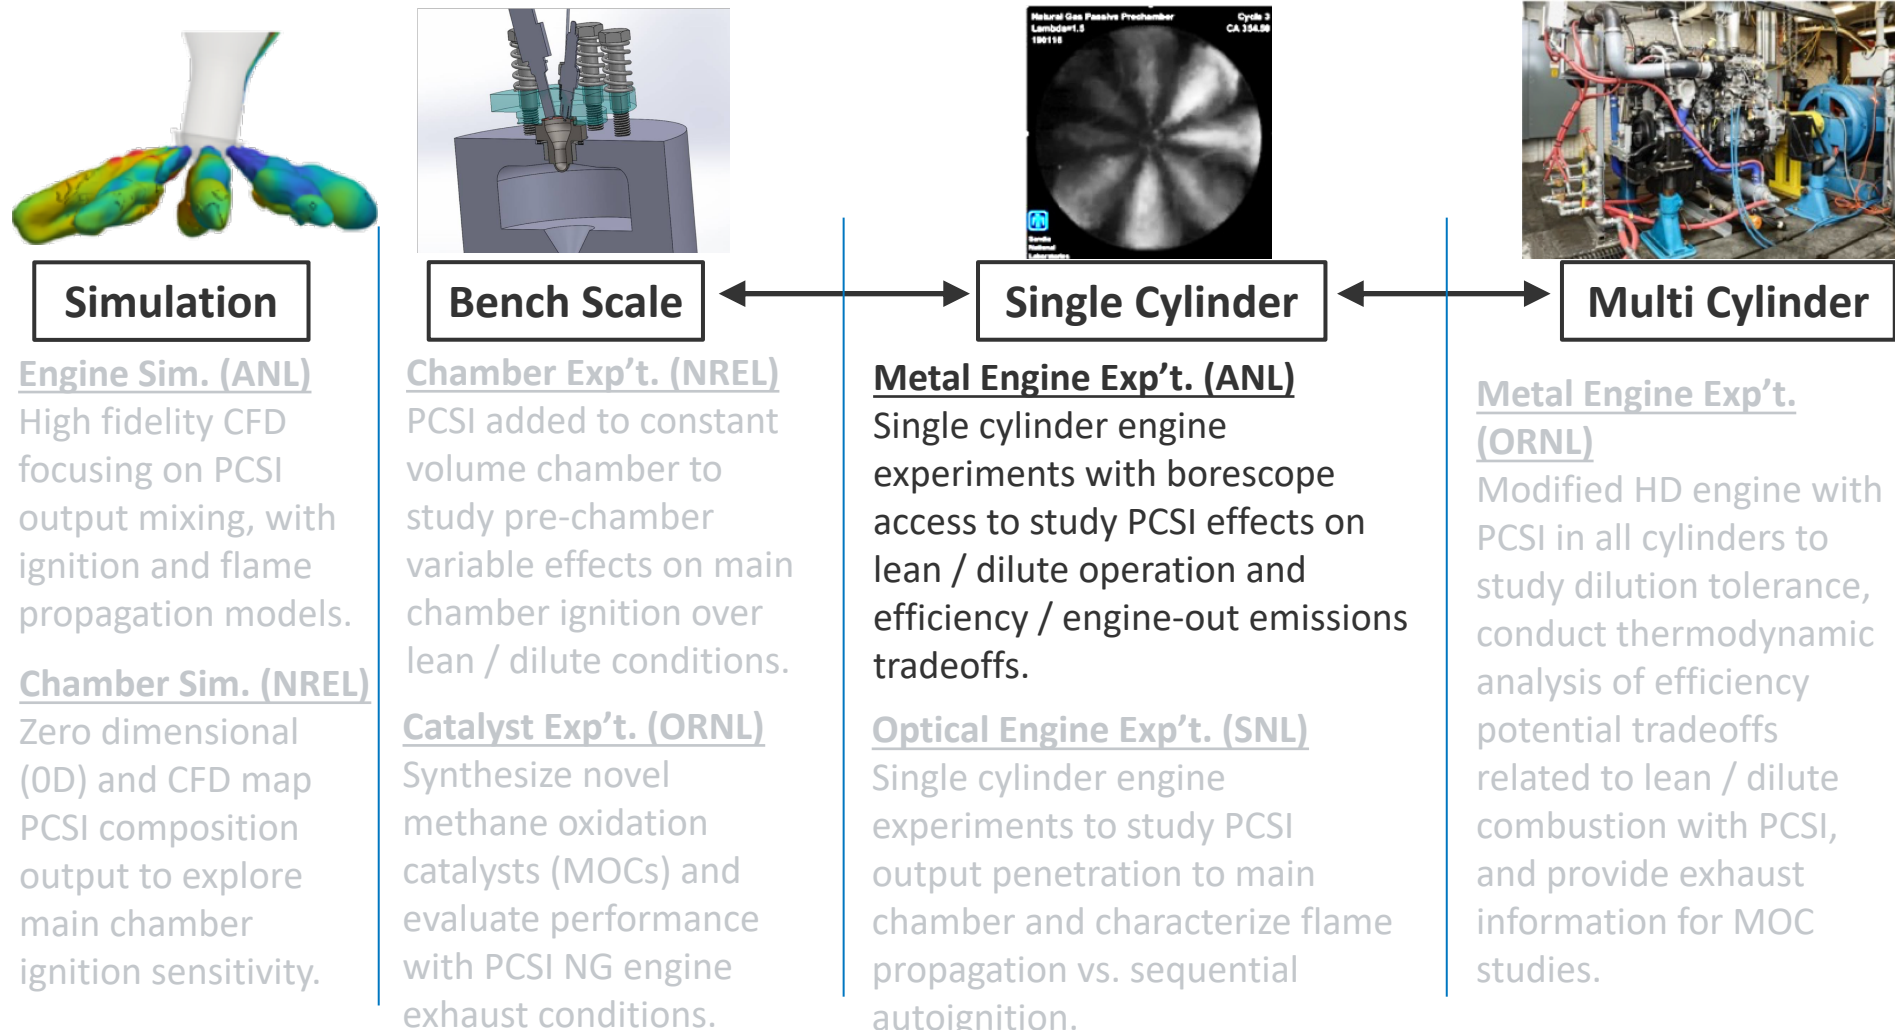 Natural Gas Passive Prechamber
Cycle 3
Lambda=1.5
CA 354.50
190116
Sandia
National
Laboratories
Simulation
Bench Scale
Single Cylinder
Multi Cylinder
Engine Sim. (ANL)
High fidelity CFD
focusing on PCSI
output mixing, with
ignition and flame
propagation models.
Chamber Sim. (NREL)
Zero dimensional
(0D) and CFD map
PCSI composition
output to explore
main chamber
ignition sensitivity.
Chamber Exp’t. (NREL)
PCSI added to constant
volume chamber to
study pre-chamber
variable effects on main
chamber ignition over
lean / dilute conditions.
Catalyst Exp’t. (ORNL)
Synthesize novel
methane oxidation
catalysts (MOCs) and
evaluate performance
with PCSI NG engine
exhaust conditions.
Metal Engine Exp’t. (ANL)
Single cylinder engine
experiments with borescope
access to study PCSI effects on
lean / dilute operation and
efficiency / engine-out emissions
tradeoffs.
Optical Engine Exp’t. (SNL)
Single cylinder engine
experiments to study PCSI
output penetration to main
chamber and characterize flame
propagation vs. sequential
autoignition.
Metal Engine Exp’t.
(ORNL)
Modified HD engine with
PCSI in all cylinders to
study dilution tolerance,
conduct thermodynamic
analysis of efficiency
potential tradeoffs
related to lean / dilute
combustion with PCSI,
and provide exhaust
information for MOC
studies.